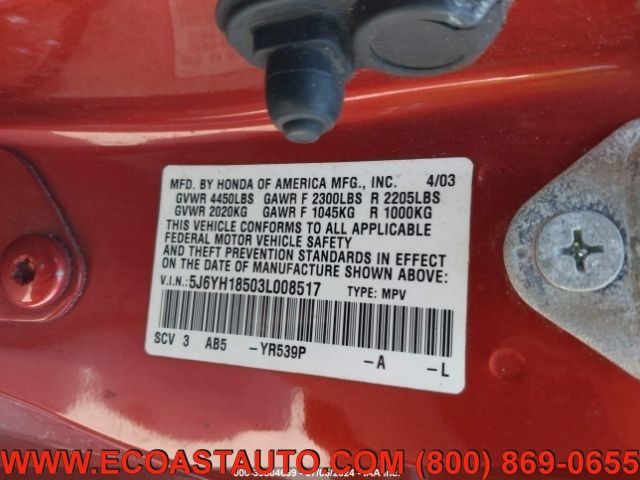 MFD. BY HONDA OF AMERICA MFG., INC. 4/03
GVWR 4450LBS GAWR F 2300LBS R 2205LBS
GVWR 2020KG GAWR F 1045KG R 1000KG
THIS VEHICLE CONFORMS TO ALL APPLICABLE
FEDERAL MOTOR VEHICLE SAFETY
AND THEFT PREVENTION STANDARDS IN EFFECT
ON THE DATE OF MANUFACTURE SHOWN ABOVE:
V.I.N.: 5J6YH18503L008517 TYPE: MPV
SCV 3 AB5 -YR539P -A -L
WWW.ECOASTAUTO.COM (800) 869-0655